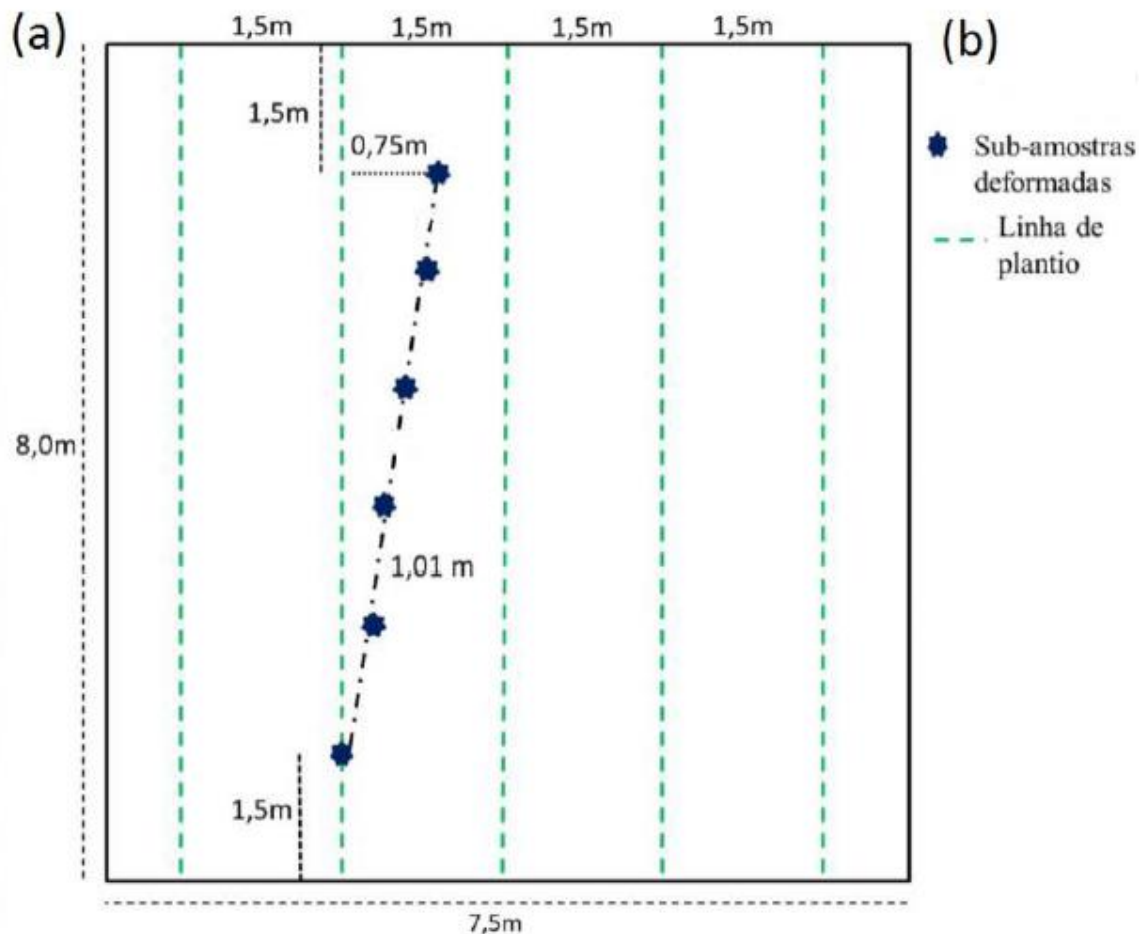 (a)
1,5m 1,5m 1,5m 1,5m
(b)
1,5m
0,75m
Sub-amostras
deformadas
Linha de
plantio
8,0m
1,01 m
1,5m
7,5m